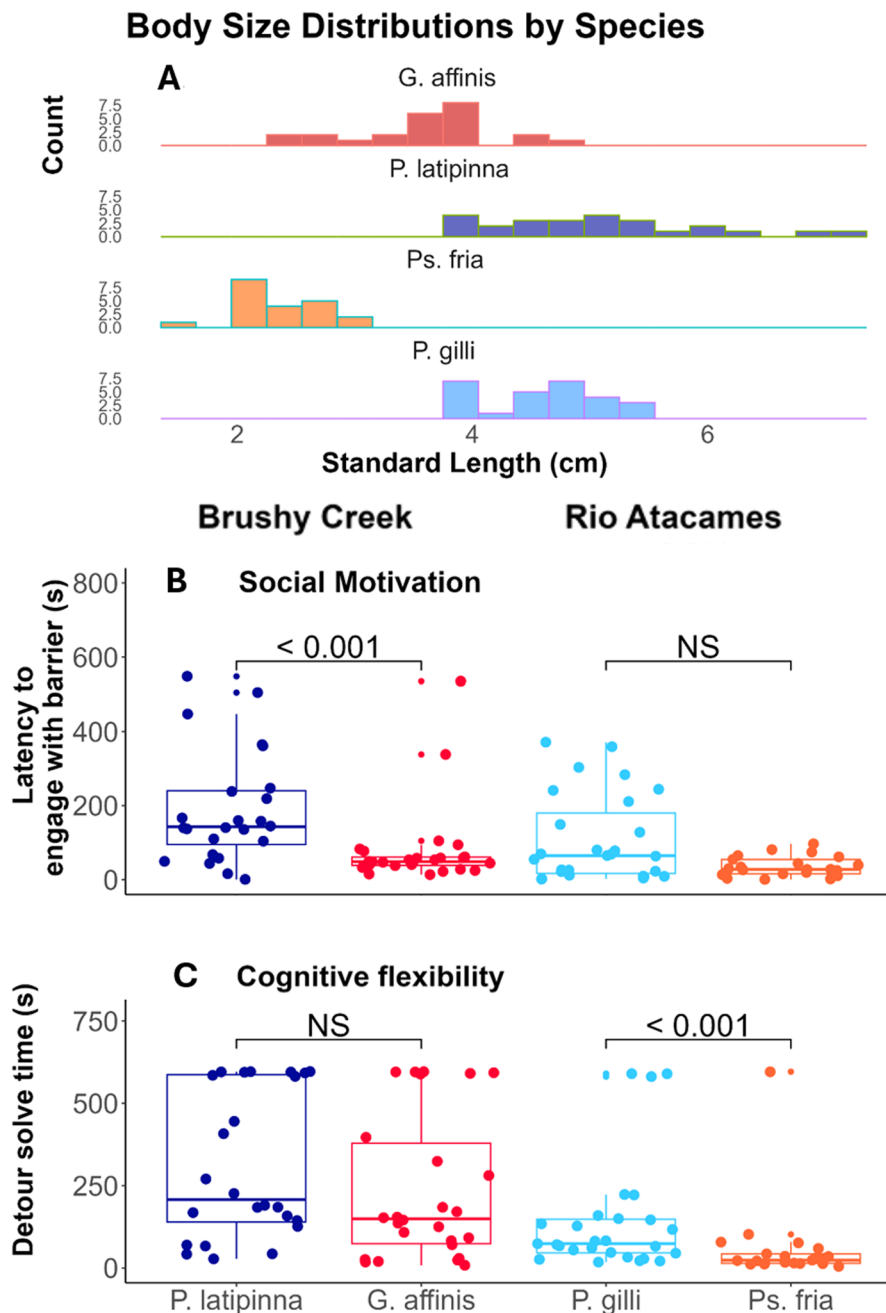 Body Size Distributions by Species
A
G. affinis
Count
7.5
5.0
2.5
0.0
P. latipinna
7.5
5.0
2.5
0.0
Ps. fria
7.5
5.0
2.5
0.0
P. gilli
7.5
5.0
2.5
0.0
2 4 6
Standard Length (cm)
Brushy Creek Rio Atacames
B Social Motivation
Latency to
engage with barrier (s)
800
600
400
200
0
< 0.001 NS
C Cognitive flexibility
Detour solve time (s)
750
500
250
0
NS < 0.001
P. latipinna G. affinis P. gilli Ps. fria